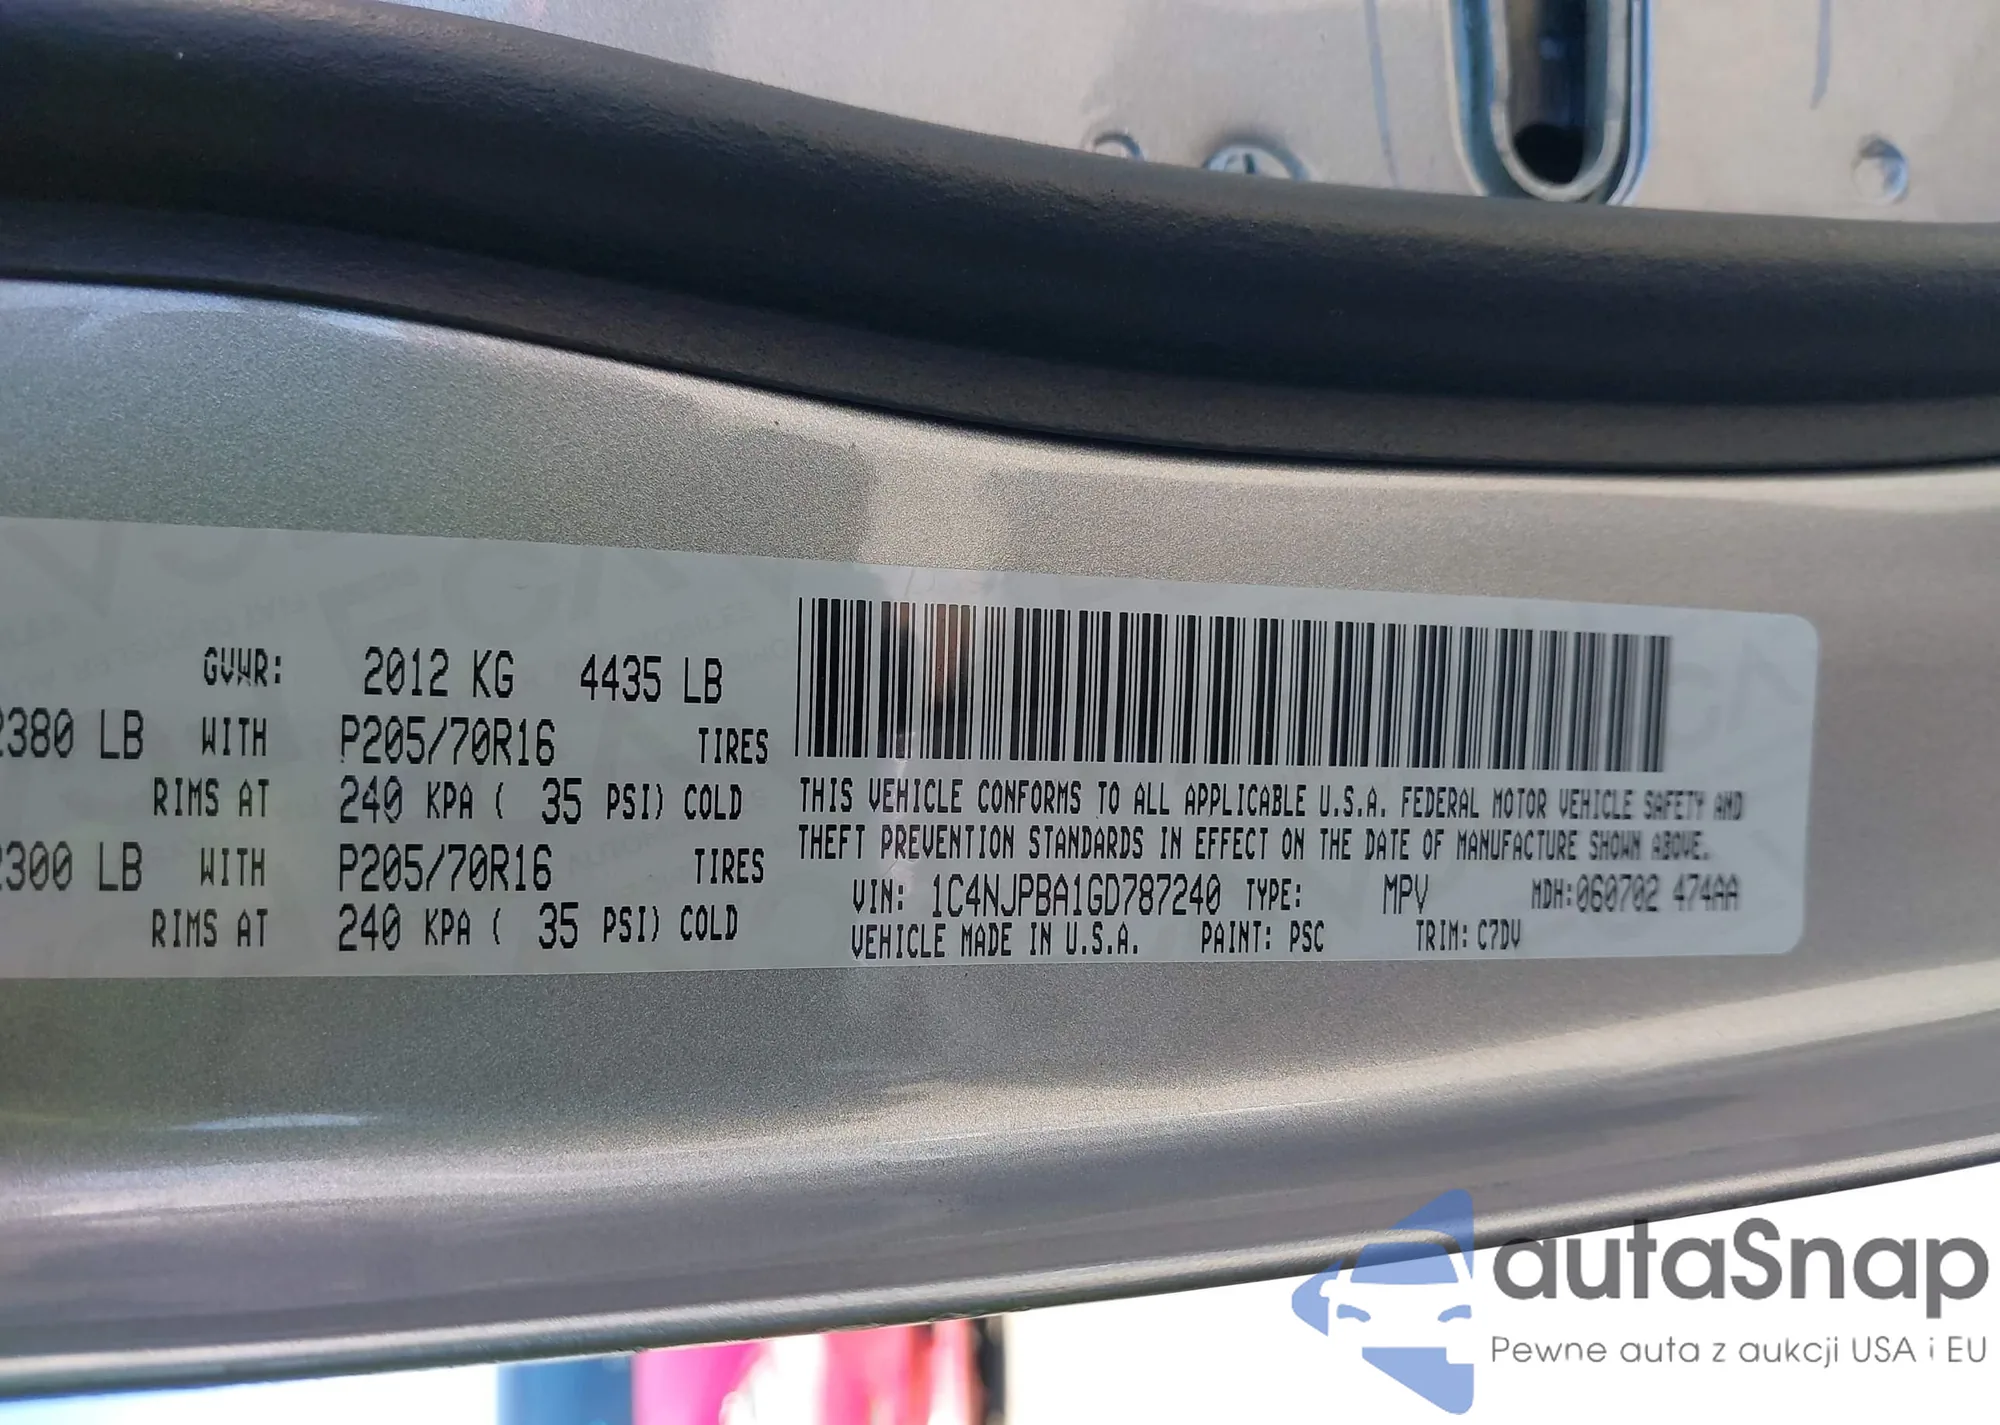 GVWR: 2012 KG 4435 LB
2380 LB WITH P205/70R16 TIRES
RIMS AT 240 KPA ( 35 PSI) COLD
2300 LB WITH P205/70R16 TIRES
RIMS AT 240 KPA ( 35 PSI) COLD
THIS VEHICLE CONFORMS TO ALL APPLICABLE U.S.A. FEDERAL MOTOR VEHICLE SAFETY AND
THEFT PREVENTION STANDARDS IN EFFECT ON THE DATE OF MANUFACTURE SHOWN ABOVE.
VIN: 1C4NJPBA1GD787240 TYPE: MPV MDH:060702 474AA
VEHICLE MADE IN U.S.A. PAINT: PSC TRIM: C7DV
autaSnap
Pewne auta z aukcji USA i EU